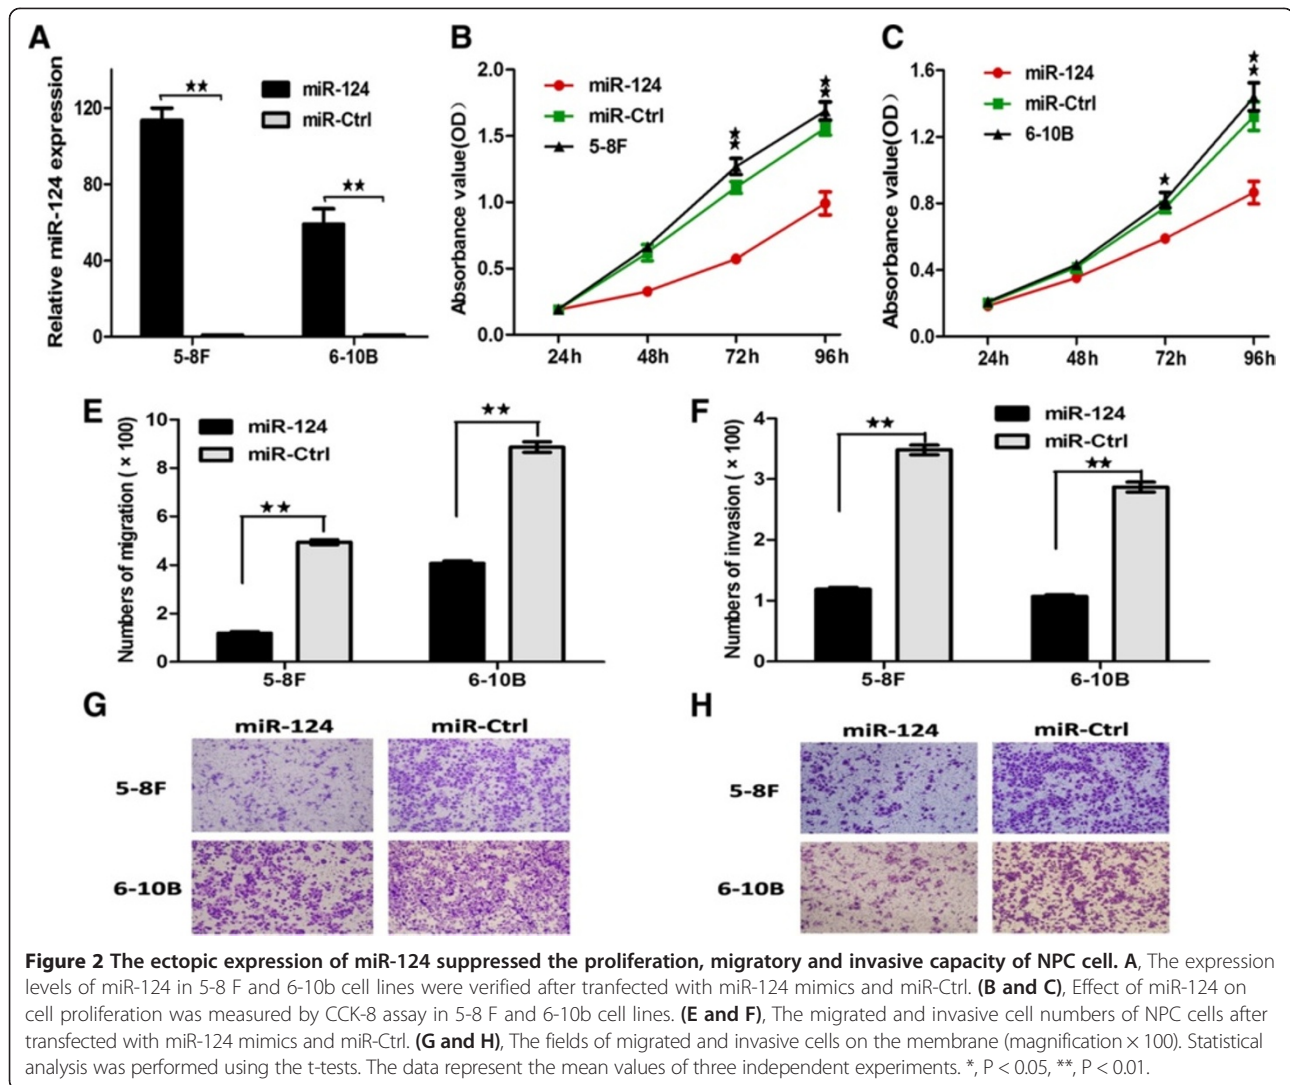 A
Relative miR-124 expression
120
80
40
0
★★
★★
miR-124
miR-Ctrl
5-8F
6-10B
B
Absorbance value(OD)
2.0
1.5
1.0
0.5
0.0
miR-124
miR-Ctrl
5-8F
★★
★★
24h
48h
72h
96h
C
Absorbance value(OD)
1.6
1.2
0.8
0.4
0.0
miR-124
miR-Ctrl
6-10B
★
★★
24h
48h
72h
96h
E
Numbers of migration ( × 100)
10
8
6
4
2
0
miR-124
miR-Ctrl
★★
★★
5-8F
6-10B
F
Numbers of invasion ( × 100)
4
3
2
1
0
miR-124
miR-Ctrl
★★
★★
5-8F
6-10B
G
miR-124
miR-Ctrl
5-8F
6-10B
H
miR-124
miR-Ctrl
5-8F
6-10B
Figure 2 The ectopic expression of miR-124 suppressed the proliferation, migratory and invasive capacity of NPC cell. A, The expression
levels of miR-124 in 5-8 F and 6-10b cell lines were verified after tranfected with miR-124 mimics and miR-Ctrl. (B and C), Effect of miR-124 on
cell proliferation was measured by CCK-8 assay in 5-8 F and 6-10b cell lines. (E and F), The migrated and invasive cell numbers of NPC cells after
transfected with miR-124 mimics and miR-Ctrl. (G and H), The fields of migrated and invasive cells on the membrane (magnification × 100). Statistical
analysis was performed using the t-tests. The data represent the mean values of three independent experiments. *, P < 0.05, **, P < 0.01.